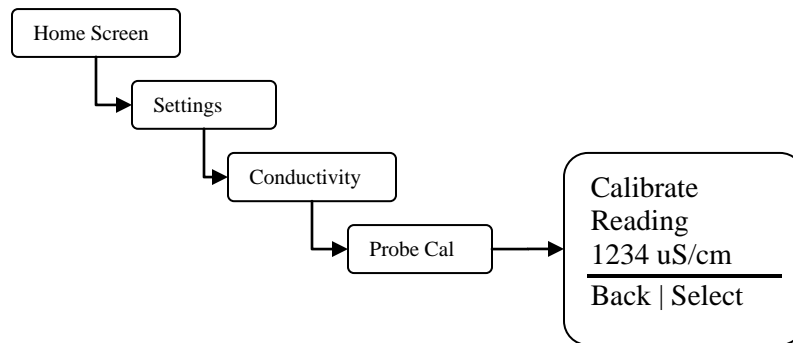 Home Screen
Settings
Conductivity
Probe Cal
Calibrate
Reading
1234 uS/cm
Back | Select